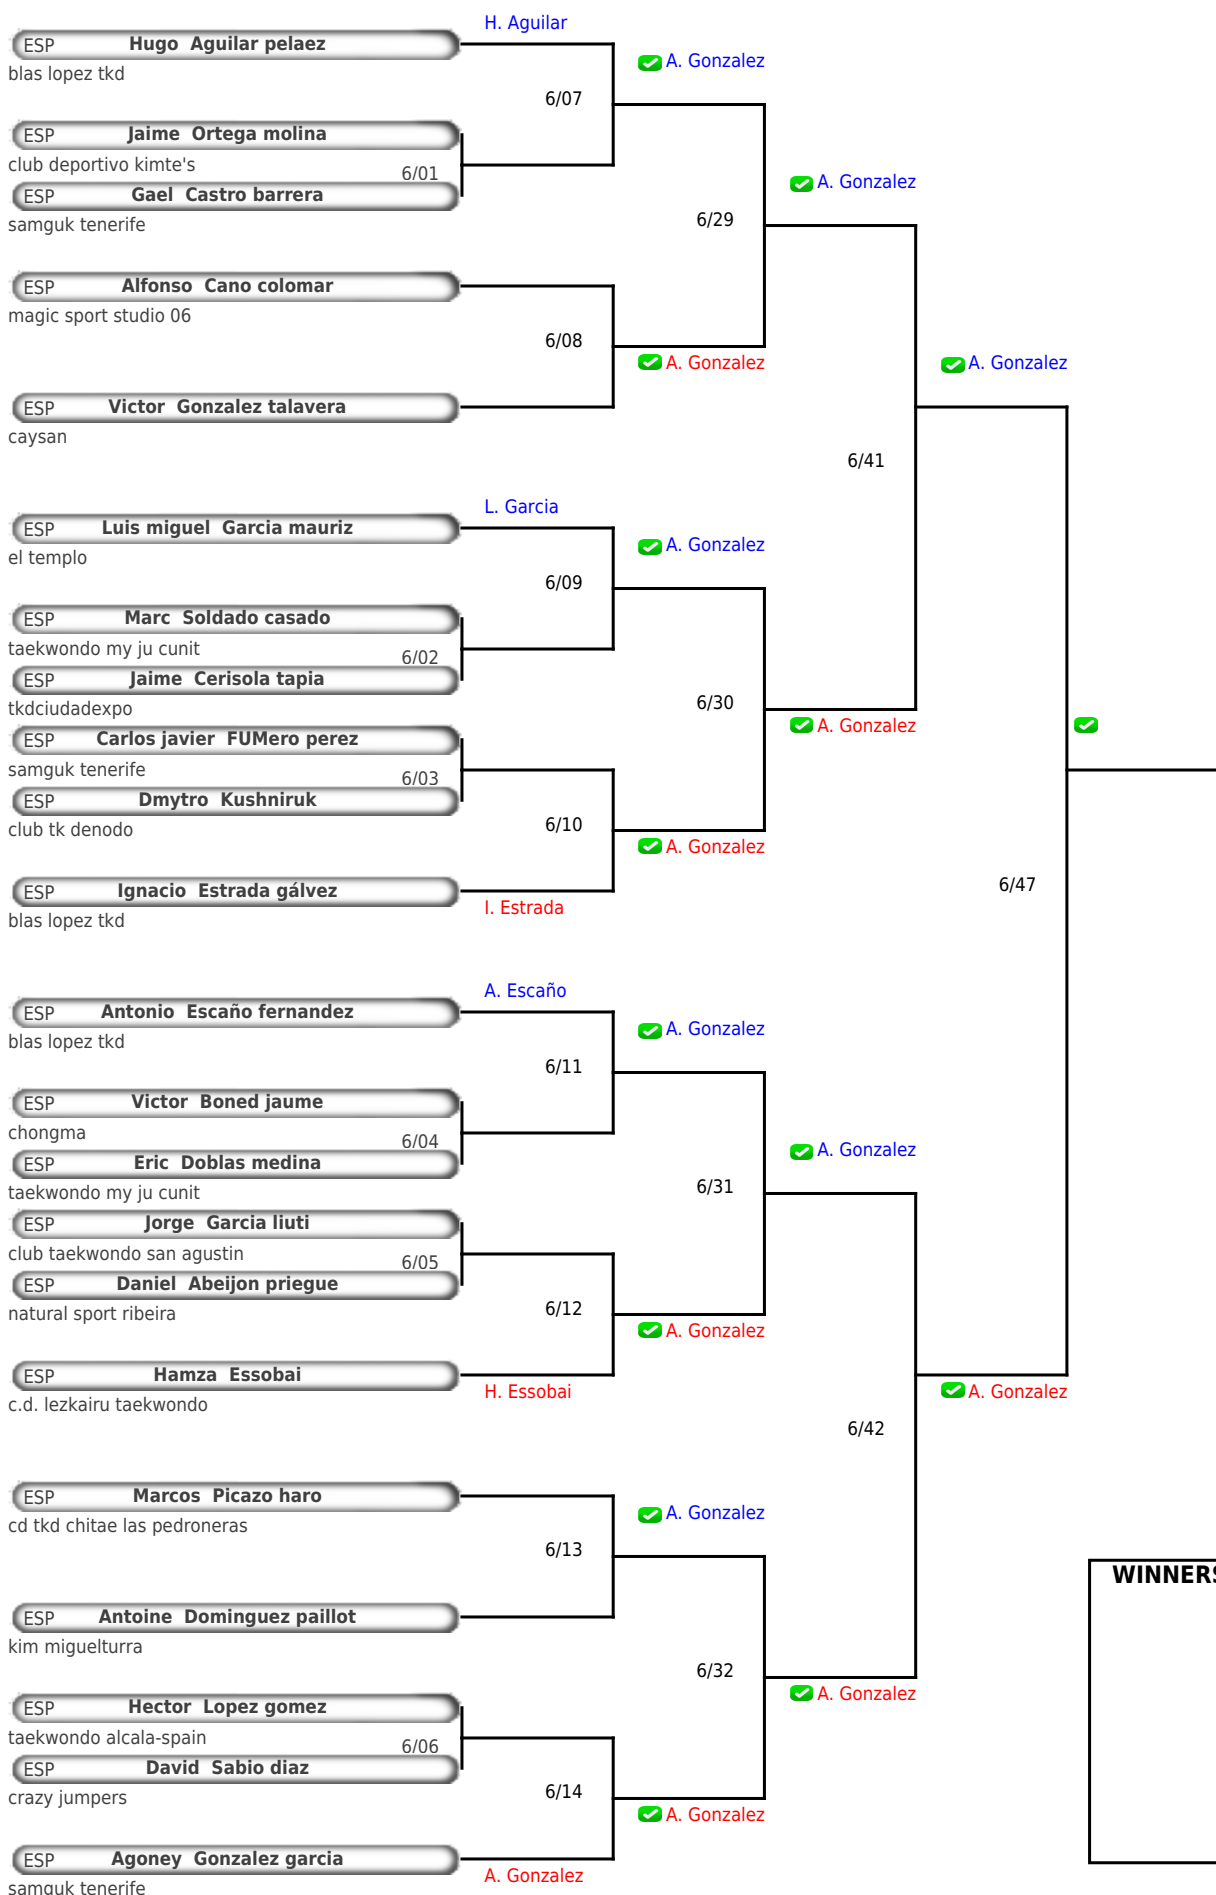 H. Aguilar
ESP Hugo Aguilar pelaez
A. Gonzalez
blas lopez tkd
6/07
ESP Jaime Ortega molina
club deportivo kimte's
6/01
A. Gonzalez
ESP Gael Castro barrera
6/29
samguk tenerife
ESP Alfonso Cano colomar
magic sport studio 06
6/08
A. Gonzalez
A. Gonzalez
ESP Victor Gonzalez talavera
caysan
6/41
L. Garcia
ESP Luis miguel Garcia mauriz
A. Gonzalez
el templo
6/09
ESP Marc Soldado casado
taekwondo my ju cunit
6/02
ESP Jaime Cerisola tapia
6/30
tkdciudadexpo
A. Gonzalez
ESP Carlos javier FUMero perez
samguk tenerife
6/03
ESP Dmytro Kushniruk
6/10
club tk denodo
A. Gonzalez
6/47
ESP Ignacio Estrada gálvez
I. Estrada
blas lopez tkd
A. Escaño
ESP Antonio Escaño fernandez
A. Gonzalez
blas lopez tkd
6/11
ESP Victor Boned jaume
chongma
6/04
A. Gonzalez
ESP Eric Doblas medina
6/31
taekwondo my ju cunit
ESP Jorge Garcia liuti
club taekwondo san agustin
6/05
ESP Daniel Abeijon priegue
6/12
natural sport ribeira
A. Gonzalez
ESP Hamza Essobai
H. Essobai
A. Gonzalez
c.d. lezkairu taekwondo
6/42
ESP Marcos Picazo haro
A. Gonzalez
cd tkd chitae las pedroneras
6/13
WINNERS
ESP Antoine Dominguez paillot
kim miguelturra
6/32
A. Gonzalez
ESP Hector Lopez gomez
taekwondo alcala-spain
6/06
ESP David Sabio diaz
6/14
crazy jumpers
A. Gonzalez
ESP Agoney Gonzalez garcia
A. Gonzalez
samguk tenerife